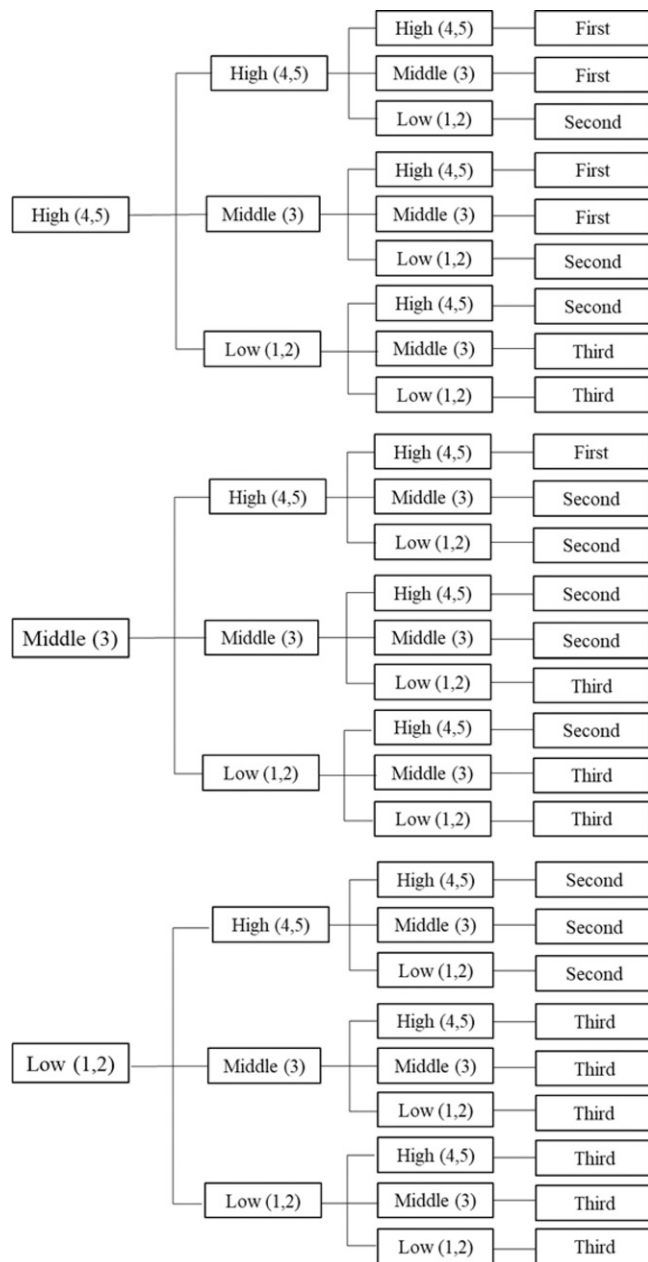 High (4,5) First
High (4,5) Middle (3) First
Low (1,2) Second
High (4,5) First
High (4,5) Middle (3) Middle (3) First
Low (1,2) Second
High (4,5) Second
Low (1,2) Middle (3) Third
Low (1,2) Third
High (4,5) First
High (4,5) Middle (3) Second
Low (1,2) Second
High (4,5) Second
Middle (3) Middle (3) Middle (3) Second
Low (1,2) Third
High (4,5) Second
Low (1,2) Middle (3) Third
Low (1,2) Third
High (4,5) Second
High (4,5) Middle (3) Second
Low (1,2) Second
High (4,5) Third
Low (1,2) Middle (3) Middle (3) Third
Low (1,2) Third
High (4,5) Third
Low (1,2) Middle (3) Third
Low (1,2) Third